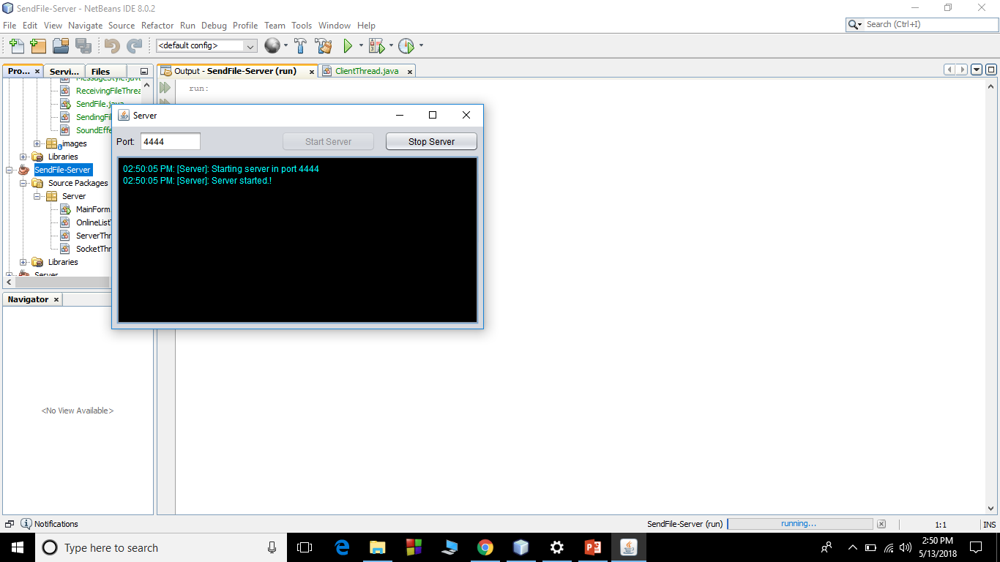 SendFile-Server - NetBeans IDE 8.0.2
File Edit View Navigate Source Refactor Run Debug Profile Team Tools Window Help
Search (Ctrl+I)
<default config>
Pro... Servi... Files
Output - SendFile-Server (run) ClientThread.java
MessageStyle.java
ReceivingFileThrea
SendFile.java
SendingFil
SoundEffe
images
Libraries
SendFile-Server
Source Packages
Server
MainForm
OnlineListT
ServerThr
SocketThr
Libraries
Server
run:
Server
Port: 4444 Start Server Stop Server
02:50:05 PM: [Server]: Starting server in port 4444
02:50:05 PM: [Server]: Server started.!
Navigator
<No View Available>
Notifications
SendFile-Server (run) running... 1:1 INS
Type here to search
2:50 PM
5/13/2018